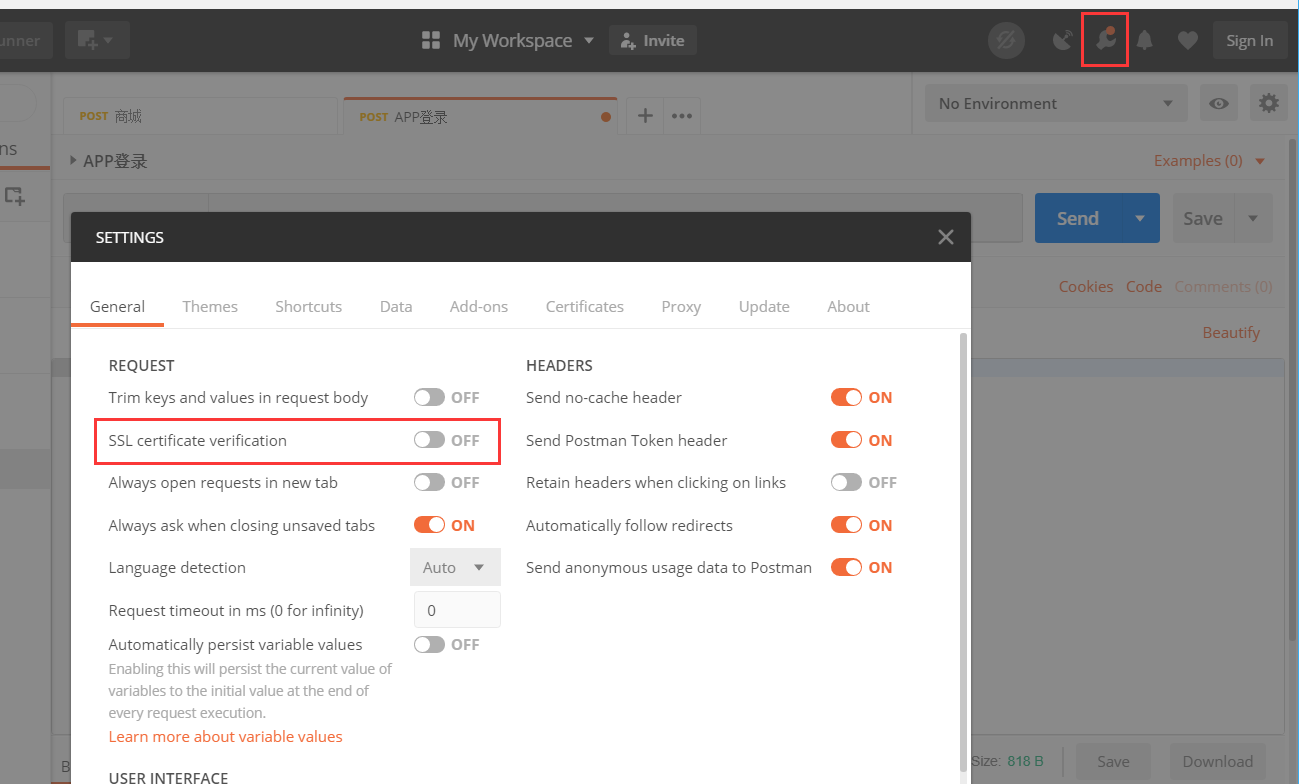 unner
My Workspace
Invite
Sign In
POST 商城
POST APP登录
•••
No Environment
ns
APP登录
Examples (0)
Send
Save
SETTINGS
Cookies Code Comments (0)
General Themes Shortcuts Data Add-ons Certificates Proxy Update About
Beautify
REQUEST
Trim keys and values in request body OFF
SSL certificate verification OFF
Always open requests in new tab OFF
Always ask when closing unsaved tabs ON
Language detection Auto
Request timeout in ms (0 for infinity) 0
Automatically persist variable values OFF
Enabling this will persist the current value of
variables to the initial value at the end of
every request execution.
Learn more about variable values
USER INTERFACE
HEADERS
Send no-cache header ON
Send Postman Token header ON
Retain headers when clicking on links OFF
Automatically follow redirects ON
Send anonymous usage data to Postman ON
B
Size: 818 B
Save
Download